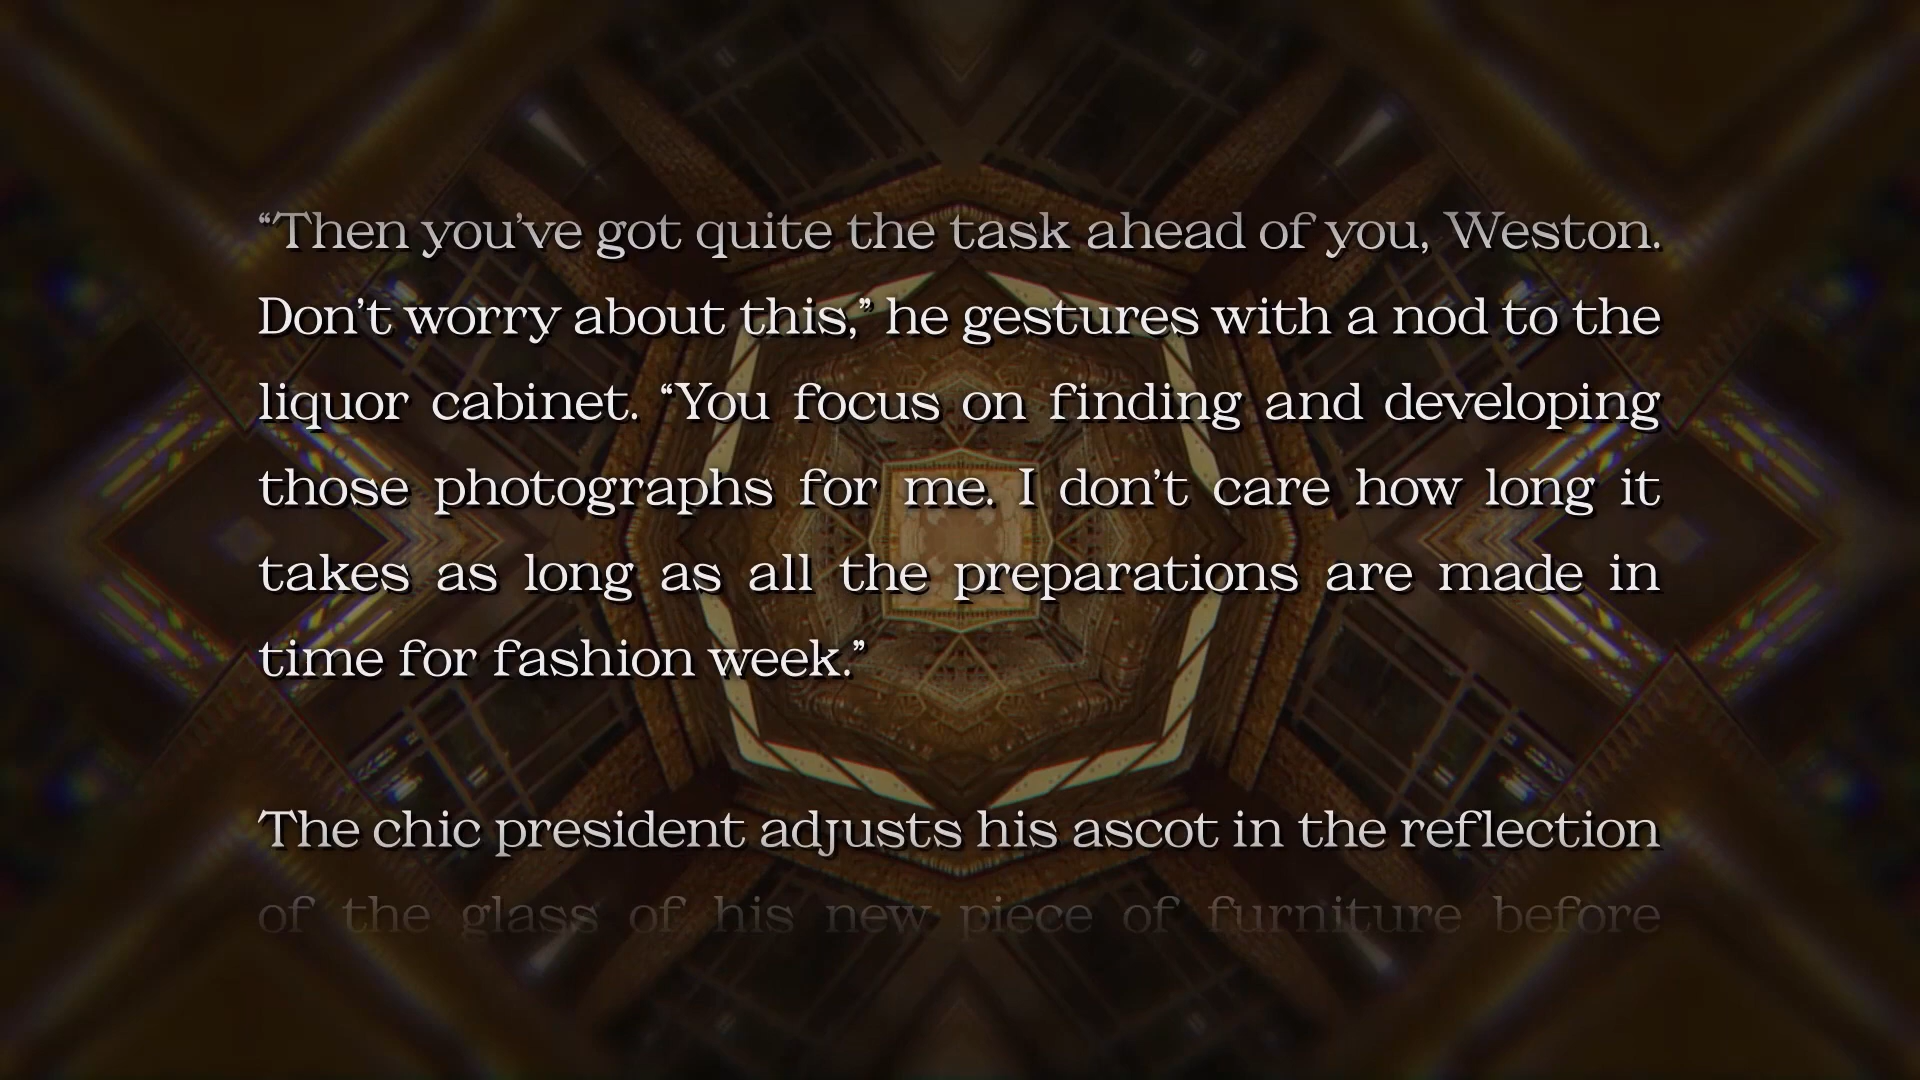 “Then you’ve got quite the task ahead of you, Weston.
Don’t worry about this,” he gestures with a nod to the
liquor cabinet. “You focus on finding and developing
those photographs for me. I don’t care how long it
takes as long as all the preparations are made in
time for fashion week.”
The chic president adjusts his ascot in the reflection
of the glass of his new piece of furniture before